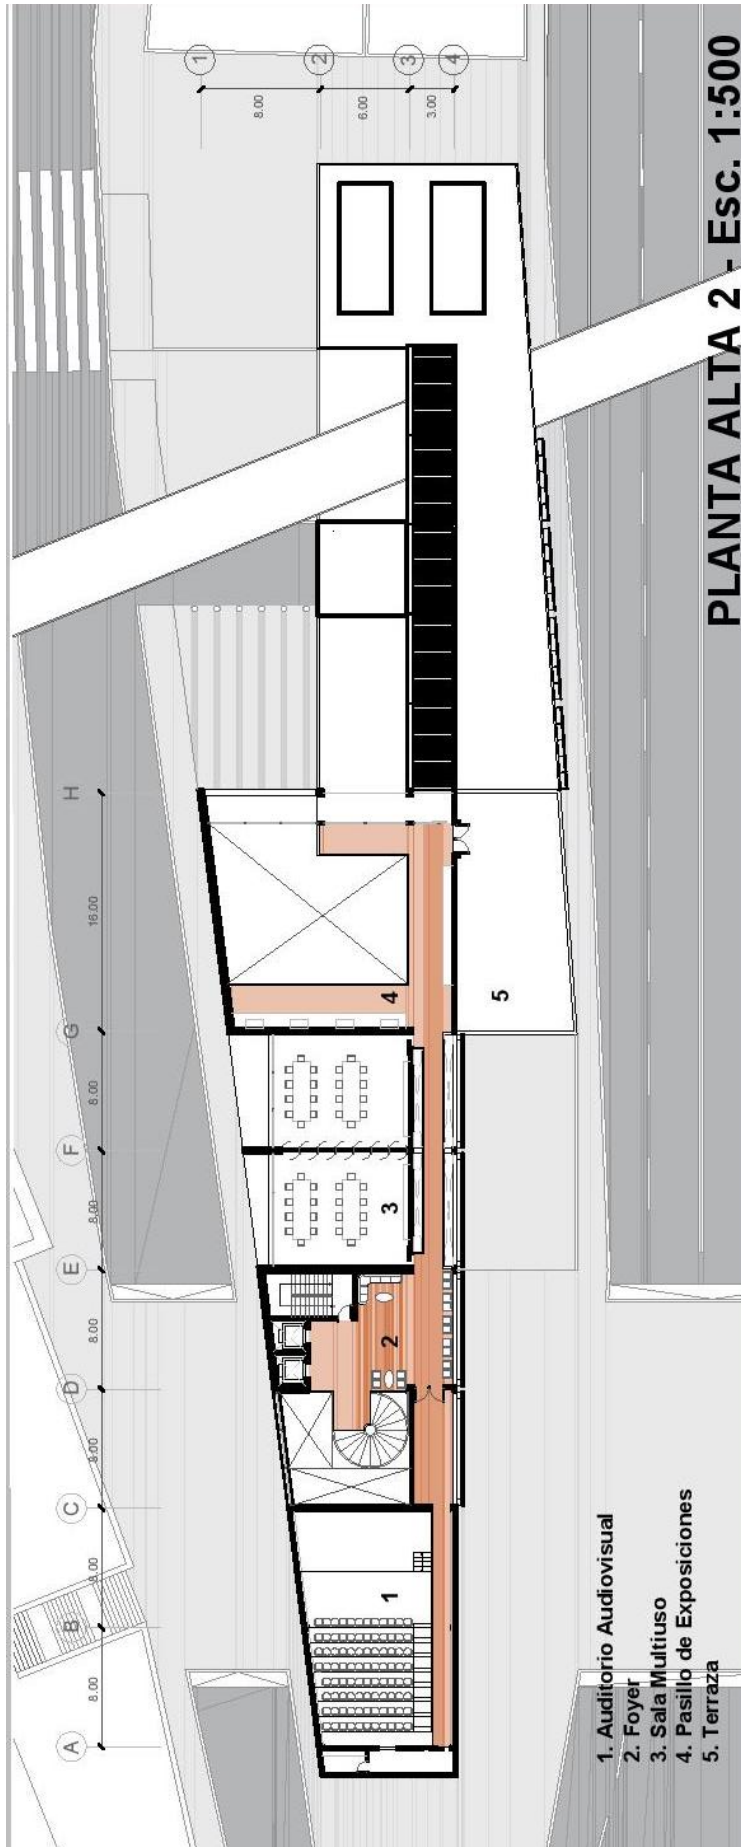 A B C D E F G H
8.00 8.00 8.00 8.00 8.00 8.00 16.00
1
8.00
2
6.00
3
3.00
4
1 2 3 4
5
1. Auditorio Audiovisual
2. Foyer
3. Sala Multiuso
4. Pasillo de Exposiciones
5. Terraza
PLANTA ALTA 2 - Esc. 1:500